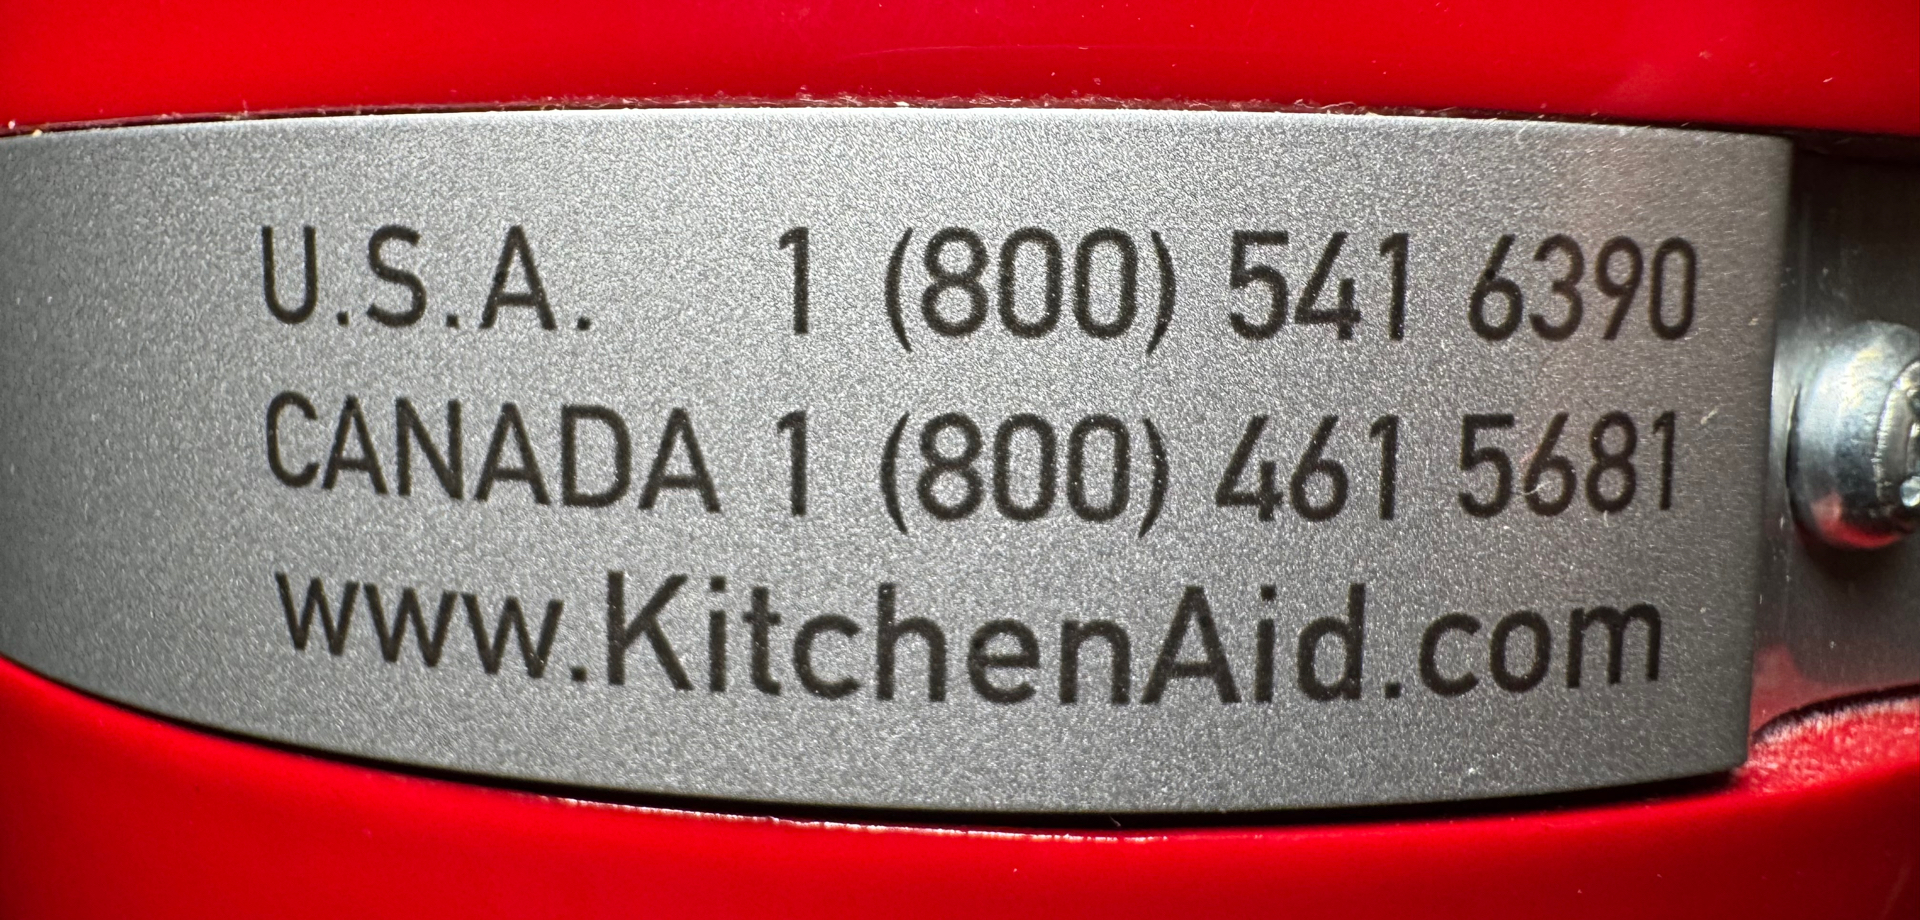 U.S.A. 1 (800) 541 6390
CANADA 1 (800) 461 5681
www.KitchenAid.com